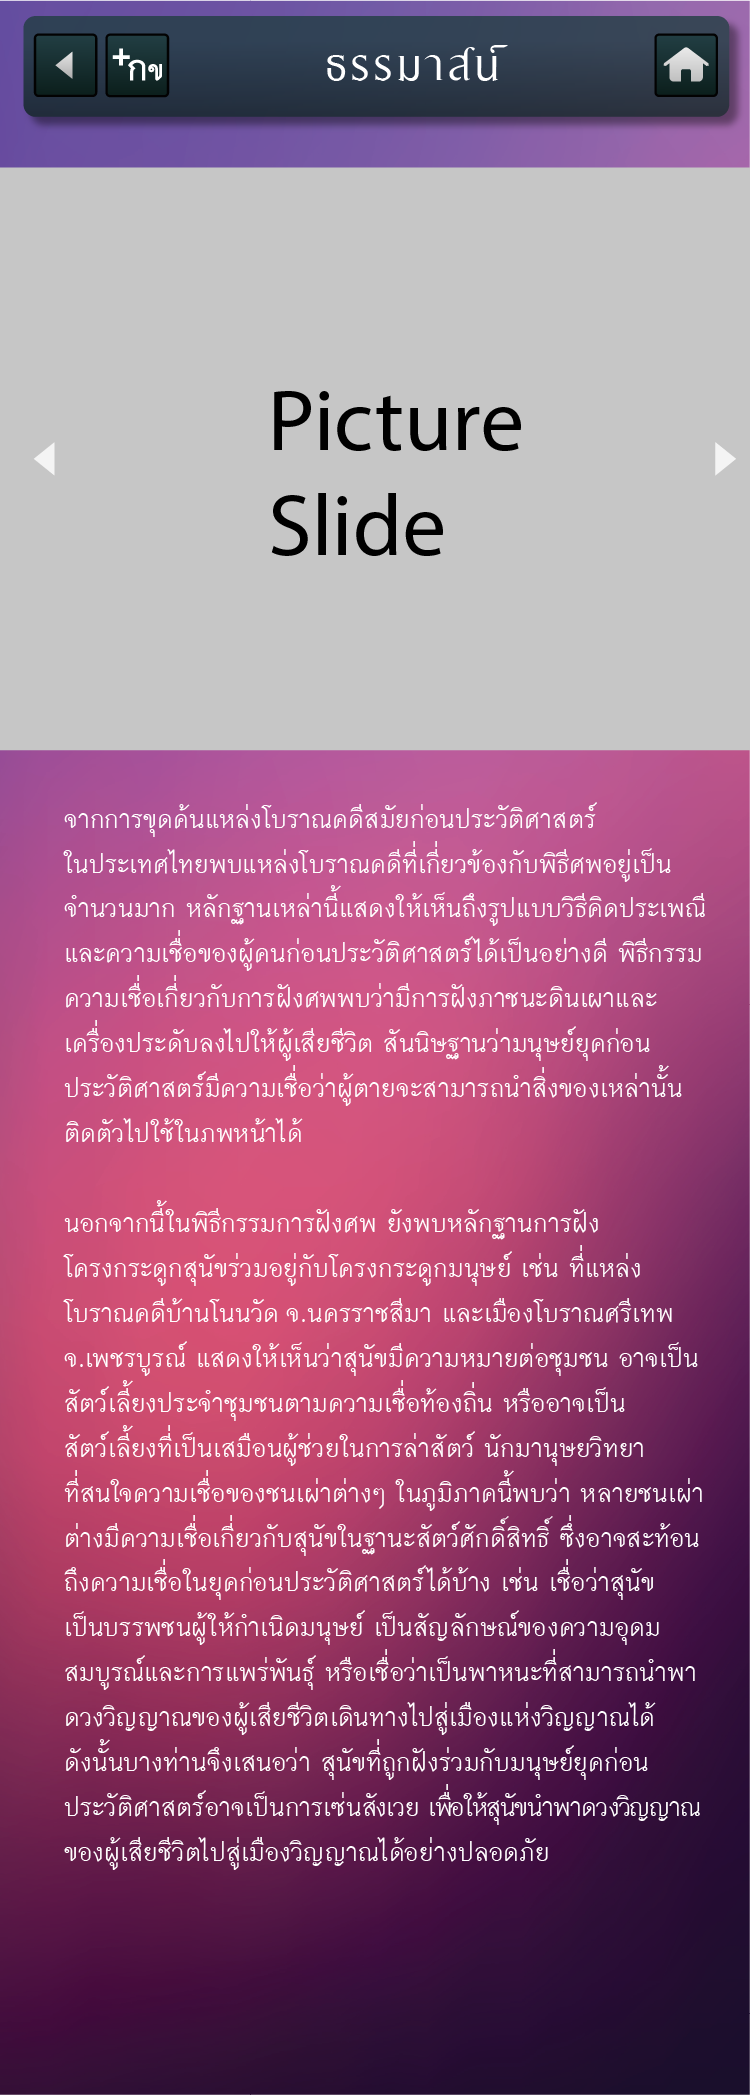 +กข
ธรรมาสน์
Picture
Slide
จากการขุดค้นแหล่งโบราณคดีสมัยก่อนประวัติศาสตร์
ในประเทศไทยพบแหล่งโบราณคดีที่เกี่ยวข้องกับพิธีศพอยู่เป็น
จำนวนมาก หลักฐานเหล่านี้แสดงให้เห็นถึงรูปแบบวิธีคิดประเพณี
และความเชื่อของผู้คนก่อนประวัติศาสตร์ได้เป็นอย่างดี พิธีกรรม
ความเชื่อเกี่ยวกับการฝังศพพบว่ามีการฝังภาชนะดินเผาและ
เครื่องประดับลงไปให้ผู้เสียชีวิต สันนิษฐานว่ามนุษย์ยุคก่อน
ประวัติศาสตร์มีความเชื่อว่าผู้ตายจะสามารถนำสิ่งของเหล่านั้น
ติดตัวไปใช้ในภพหน้าได้
นอกจากนี้ในพิธีกรรมการฝังศพ ยังพบหลักฐานการฝัง
โครงกระดูกสุนัขร่วมอยู่กับโครงกระดูกมนุษย์ เช่น ที่แหล่ง
โบราณคดีบ้านโนนวัด จ.นครราชสีมา และเมืองโบราณศรีเทพ
จ.เพชรบูรณ์ แสดงให้เห็นว่าสุนัขมีความหมายต่อชุมชน อาจเป็น
สัตว์เลี้ยงประจำชุมชนตามความเชื่อท้องถิ่น หรืออาจเป็น
สัตว์เลี้ยงที่เป็นเสมือนผู้ช่วยในการล่าสัตว์ นักมานุษยวิทยา
ที่สนใจความเชื่อของชนเผ่าต่างๆ ในภูมิภาคนี้พบว่า หลายชนเผ่า
ต่างมีความเชื่อเกี่ยวกับสุนัขในฐานะสัตว์ศักดิ์สิทธิ์ ซึ่งอาจสะท้อน
ถึงความเชื่อในยุคก่อนประวัติศาสตร์ได้บ้าง เช่น เชื่อว่าสุนัข
เป็นบรรพชนผู้ให้กำเนิดมนุษย์ เป็นสัญลักษณ์ของความอุดม
สมบูรณ์และการแพร่พันธุ์ หรือเชื่อว่าเป็นพาหนะที่สามารถนำพา
ดวงวิญญาณของผู้เสียชีวิตเดินทางไปสู่เมืองแห่งวิญญาณได้
ดังนั้นบางท่านจึงเสนอว่า สุนัขที่ถูกฝังร่วมกับมนุษย์ยุคก่อน
ประวัติศาสตร์อาจเป็นการเซ่นสังเวย เพื่อให้สุนัขนำพาดวงวิญญาณ
ของผู้เสียชีวิตไปสู่เมืองวิญญาณได้อย่างปลอดภัย